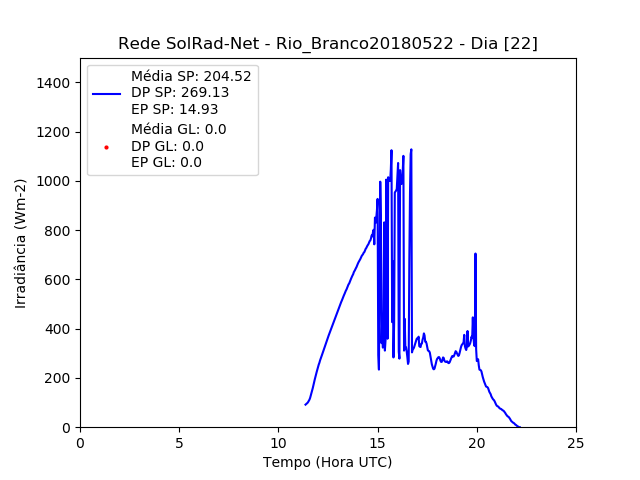 Rede SolRad-Net - Rio_Branco20180522 - Dia [22]
Média SP: 204.52
DP SP: 269.13
EP SP: 14.93
Média GL: 0.0
DP GL: 0.0
EP GL: 0.0
Irradiância (Wm-2)
1400
1200
1000
800
600
400
200
0
0 5 10 15 20 25
Tempo (Hora UTC)